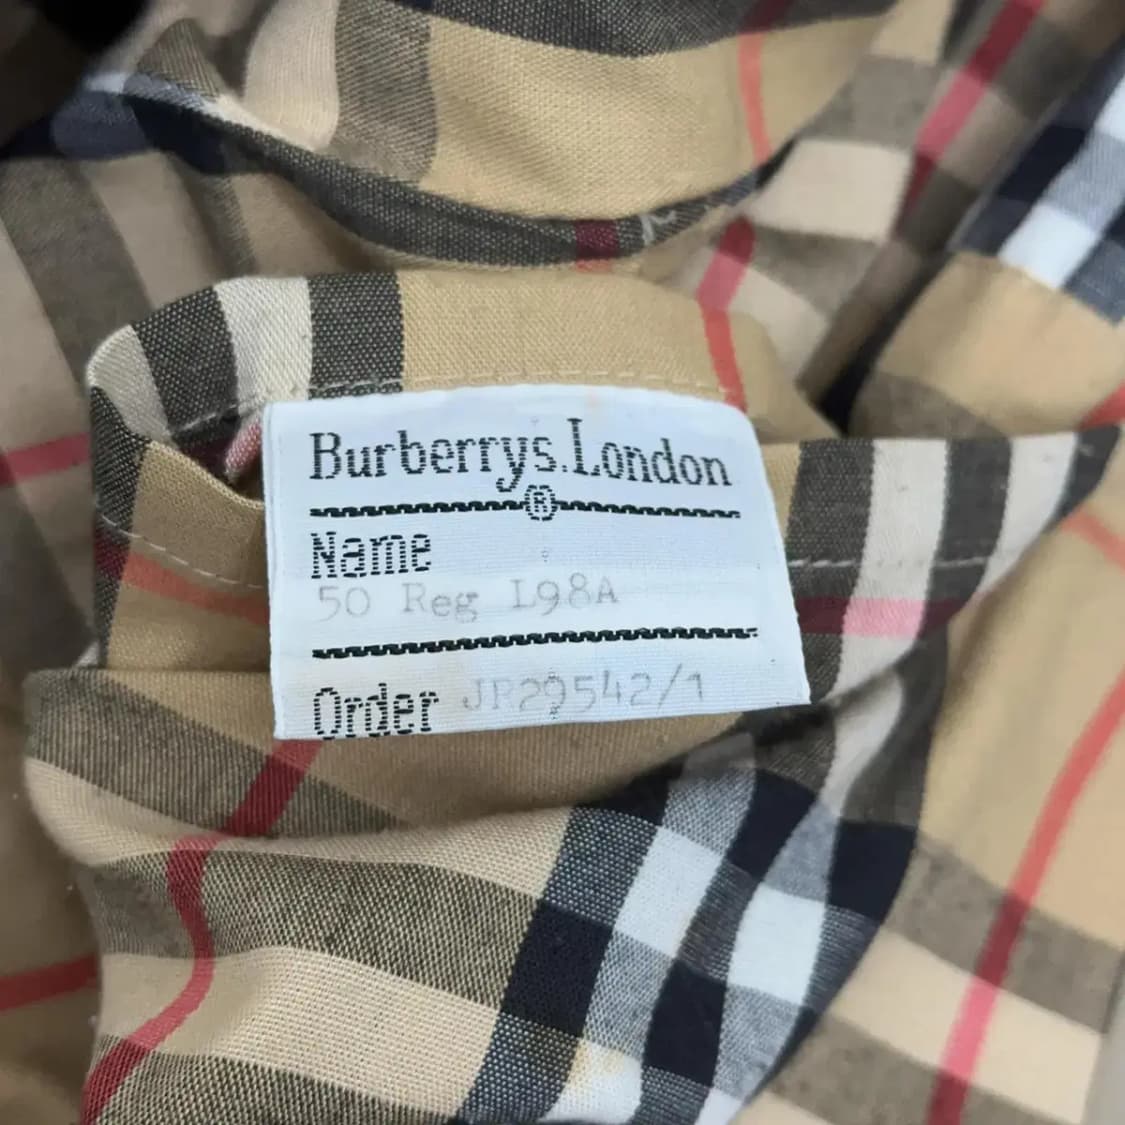 Burberrys.London
®
Name
50 Reg L98A
Order JR29542/1